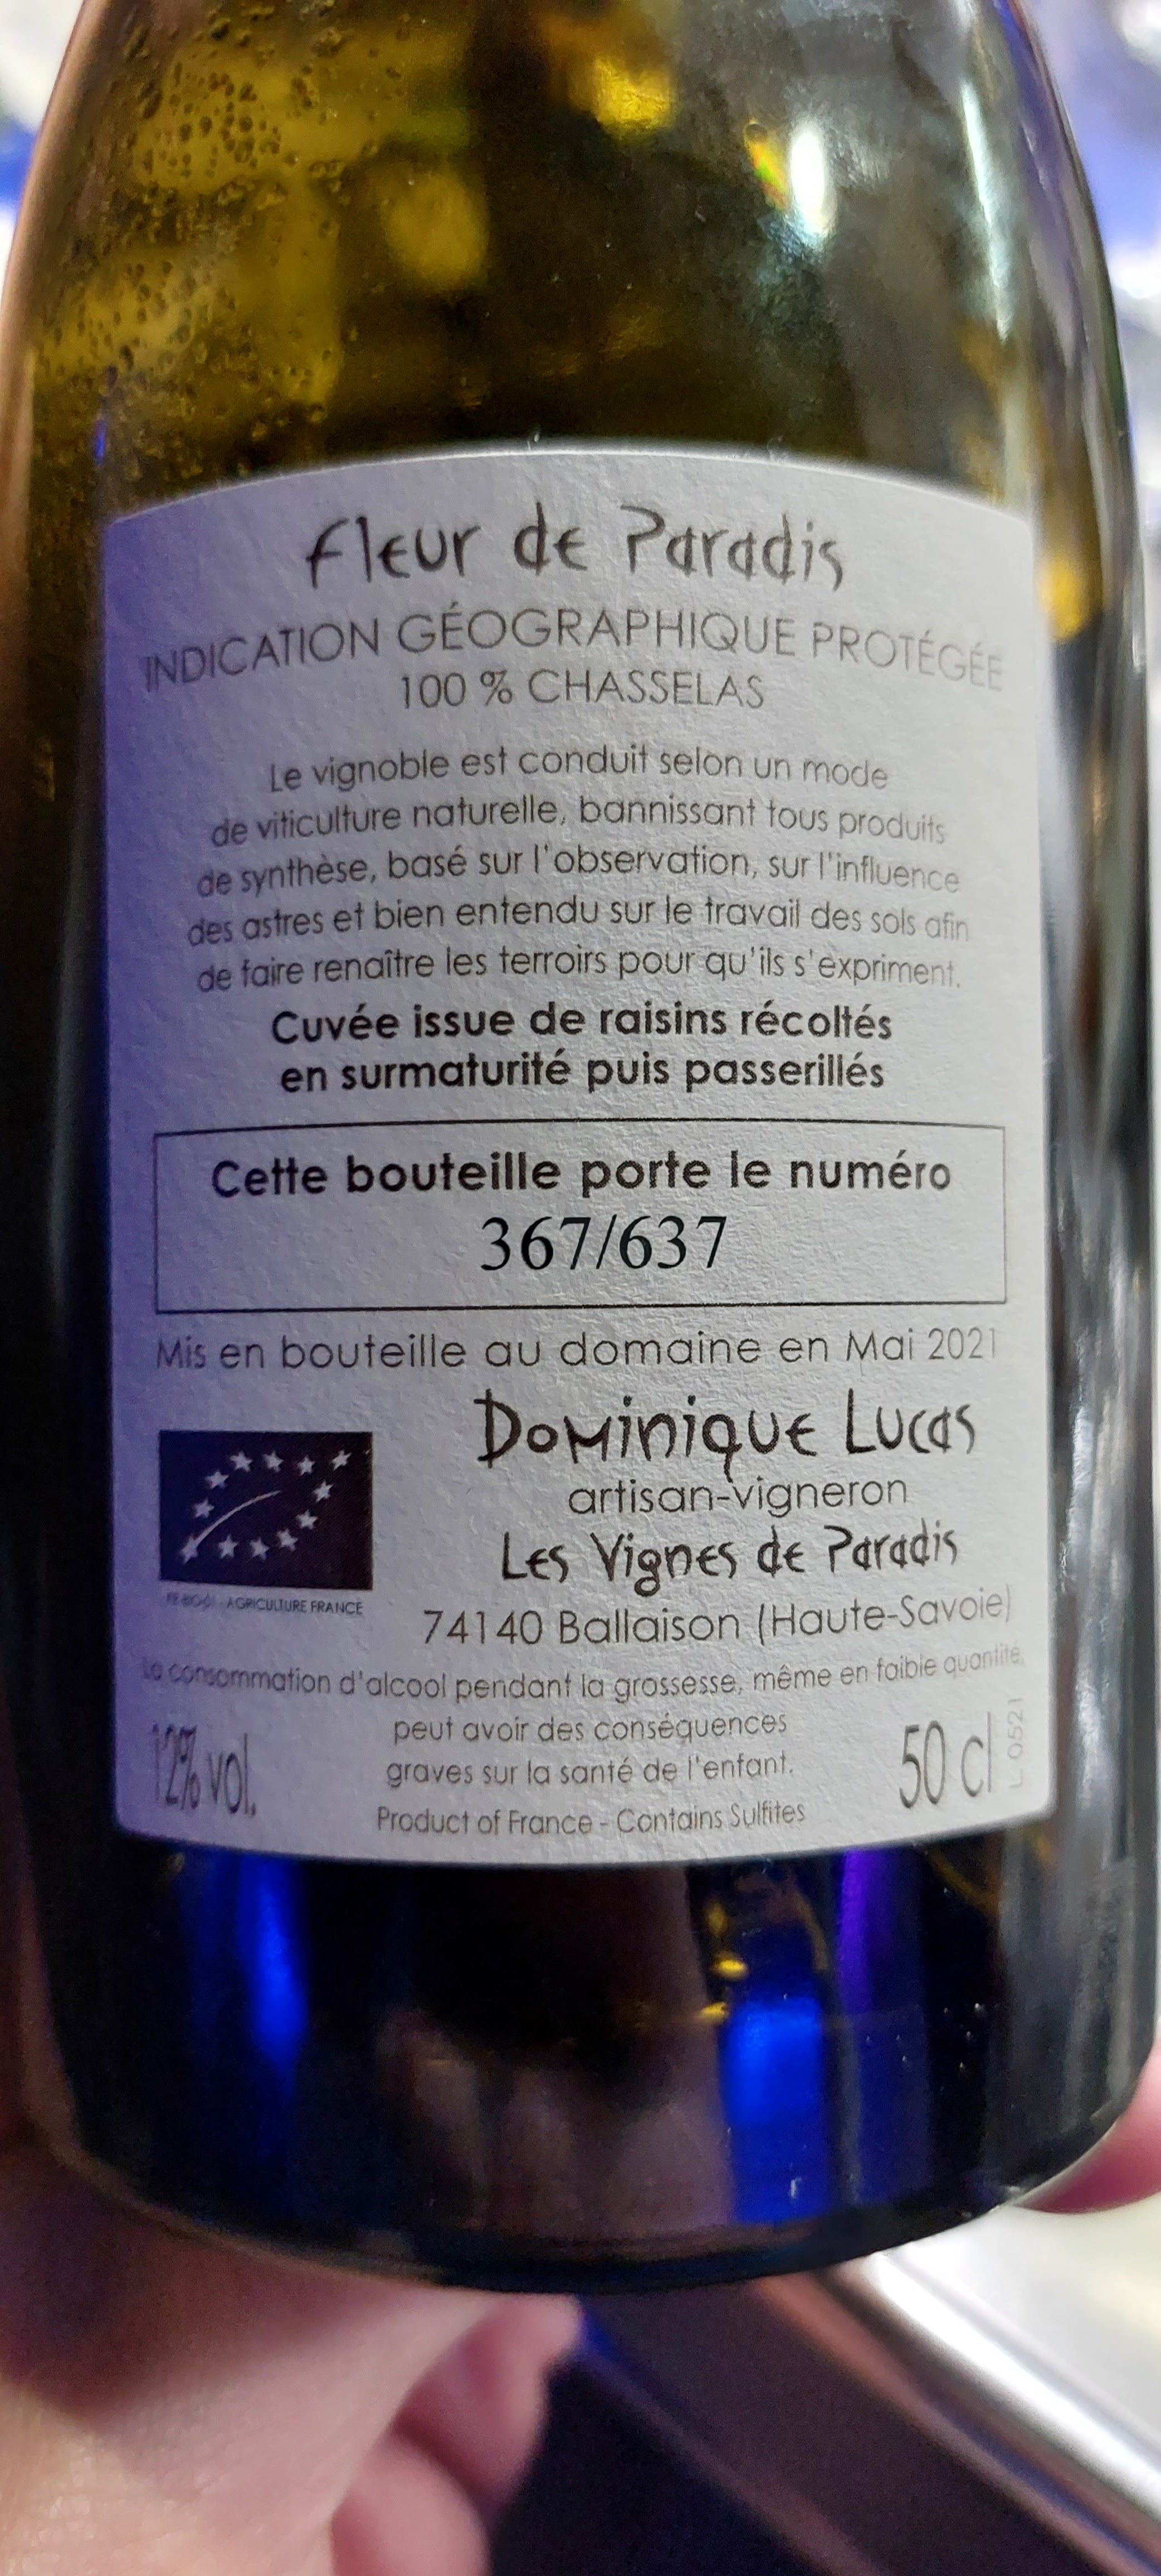 Fleur de Paradis
INDICATION GÉOGRAPHIQUE PROTÉGÉE
100 % CHASSELAS
Le vignoble est conduit selon un mode
de viticulture naturelle, bannissant tous produits
de synthèse, basé sur l'observation, sur l'influence
des astres et bien entendu sur le travail des sols afin
de faire renaître les terroirs pour qu'ils s'expriment.
Cuvée issue de raisins récoltés
en surmaturité puis passerillés
Cette bouteille porte le numéro
367/637
Mis en bouteille au domaine en Mai 2021
Dominique Lucas
artisan-vigneron
Les Vignes de Paradis
AGRICULTURE FRANCE
74140 Ballaison (Haute-Savoie)
La consommation d'alcool pendant la grossesse, même en faible quantité,
peut avoir des conséquences
graves sur la santé de l'enfant.
12% vol.
50 cl
L 0521
Product of France - Contains Sulfites